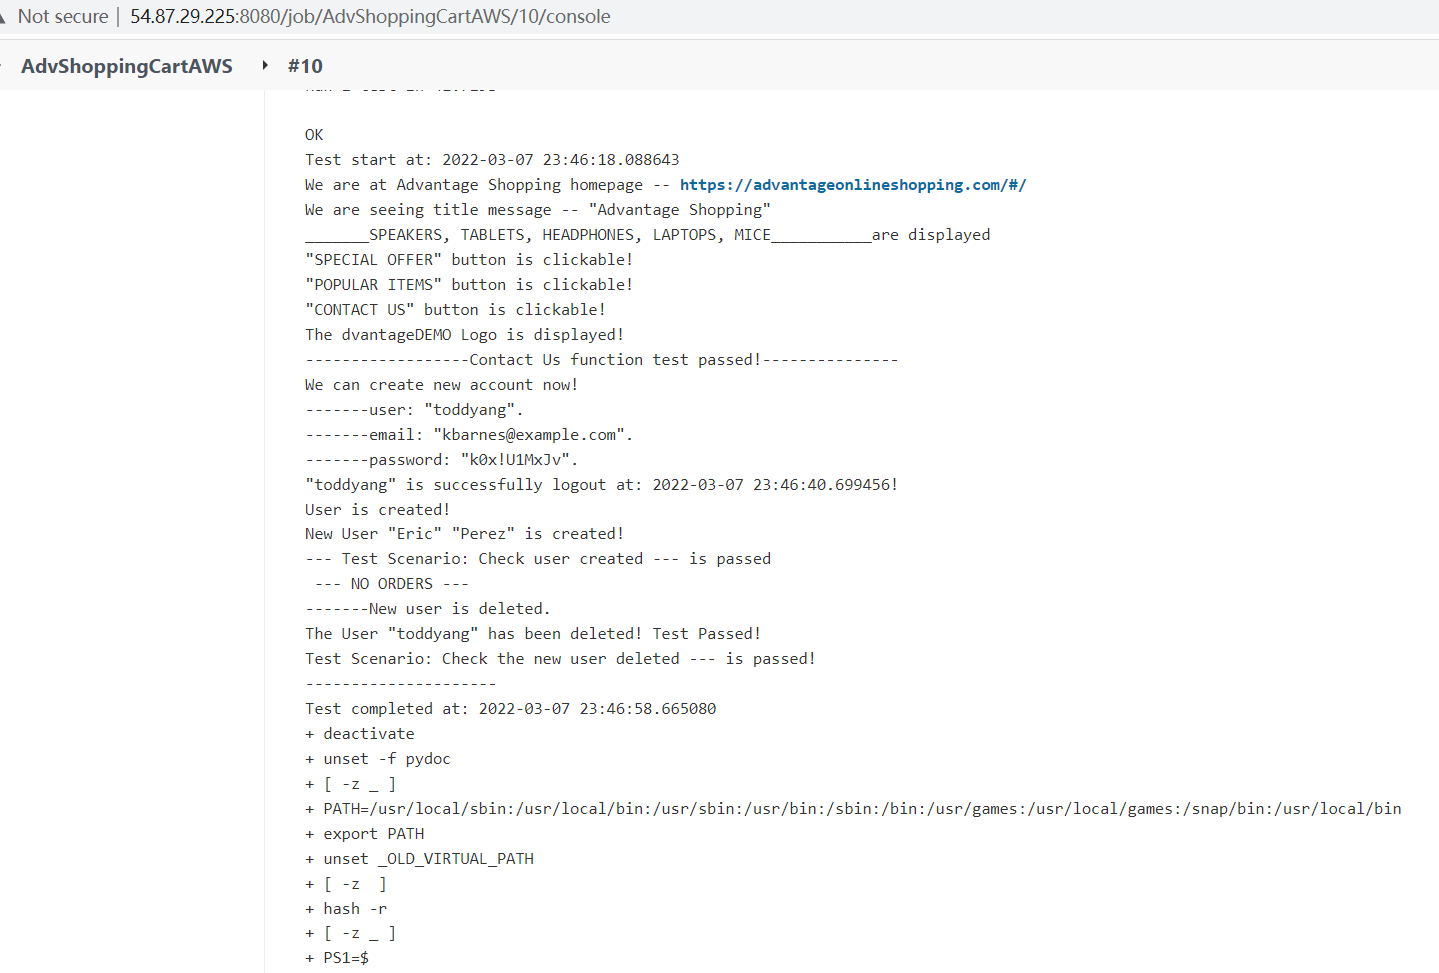 Not secure | 54.87.29.225:8080/job/AdvShoppingCartAWS/10/console
AdvShoppingCartAWS #10
OK
Test start at: 2022-03-07 23:46:18.088643
We are at Advantage Shopping homepage -- https://advantageonlineshopping.com/#/
We are seeing title message -- "Advantage Shopping"
_______SPEAKERS, TABLETS, HEADPHONES, LAPTOPS, MICE___________are displayed
"SPECIAL OFFER" button is clickable!
"POPULAR ITEMS" button is clickable!
"CONTACT US" button is clickable!
The dvantageDEMO Logo is displayed!
------------------Contact Us function test passed!---------------
We can create new account now!
-------user: "toddyang".
-------email: "kbarnes@example.com".
-------password: "k0x!U1MxJv".
"toddyang" is successfully logout at: 2022-03-07 23:46:40.699456!
User is created!
New User "Eric" "Perez" is created!
--- Test Scenario: Check user created --- is passed
--- NO ORDERS ---
-------New user is deleted.
The User "toddyang" has been deleted! Test Passed!
Test Scenario: Check the new user deleted --- is passed!
---------------------
Test completed at: 2022-03-07 23:46:58.665080
+ deactivate
+ unset -f pydoc
+ [ -z _ ]
+ PATH=/usr/local/sbin:/usr/local/bin:/usr/sbin:/usr/bin:/sbin:/bin:/usr/games:/usr/local/games:/snap/bin:/usr/local/bin
+ export PATH
+ unset _OLD_VIRTUAL_PATH
+ [ -z  ]
+ hash -r
+ [ -z _ ]
+ PS1=$